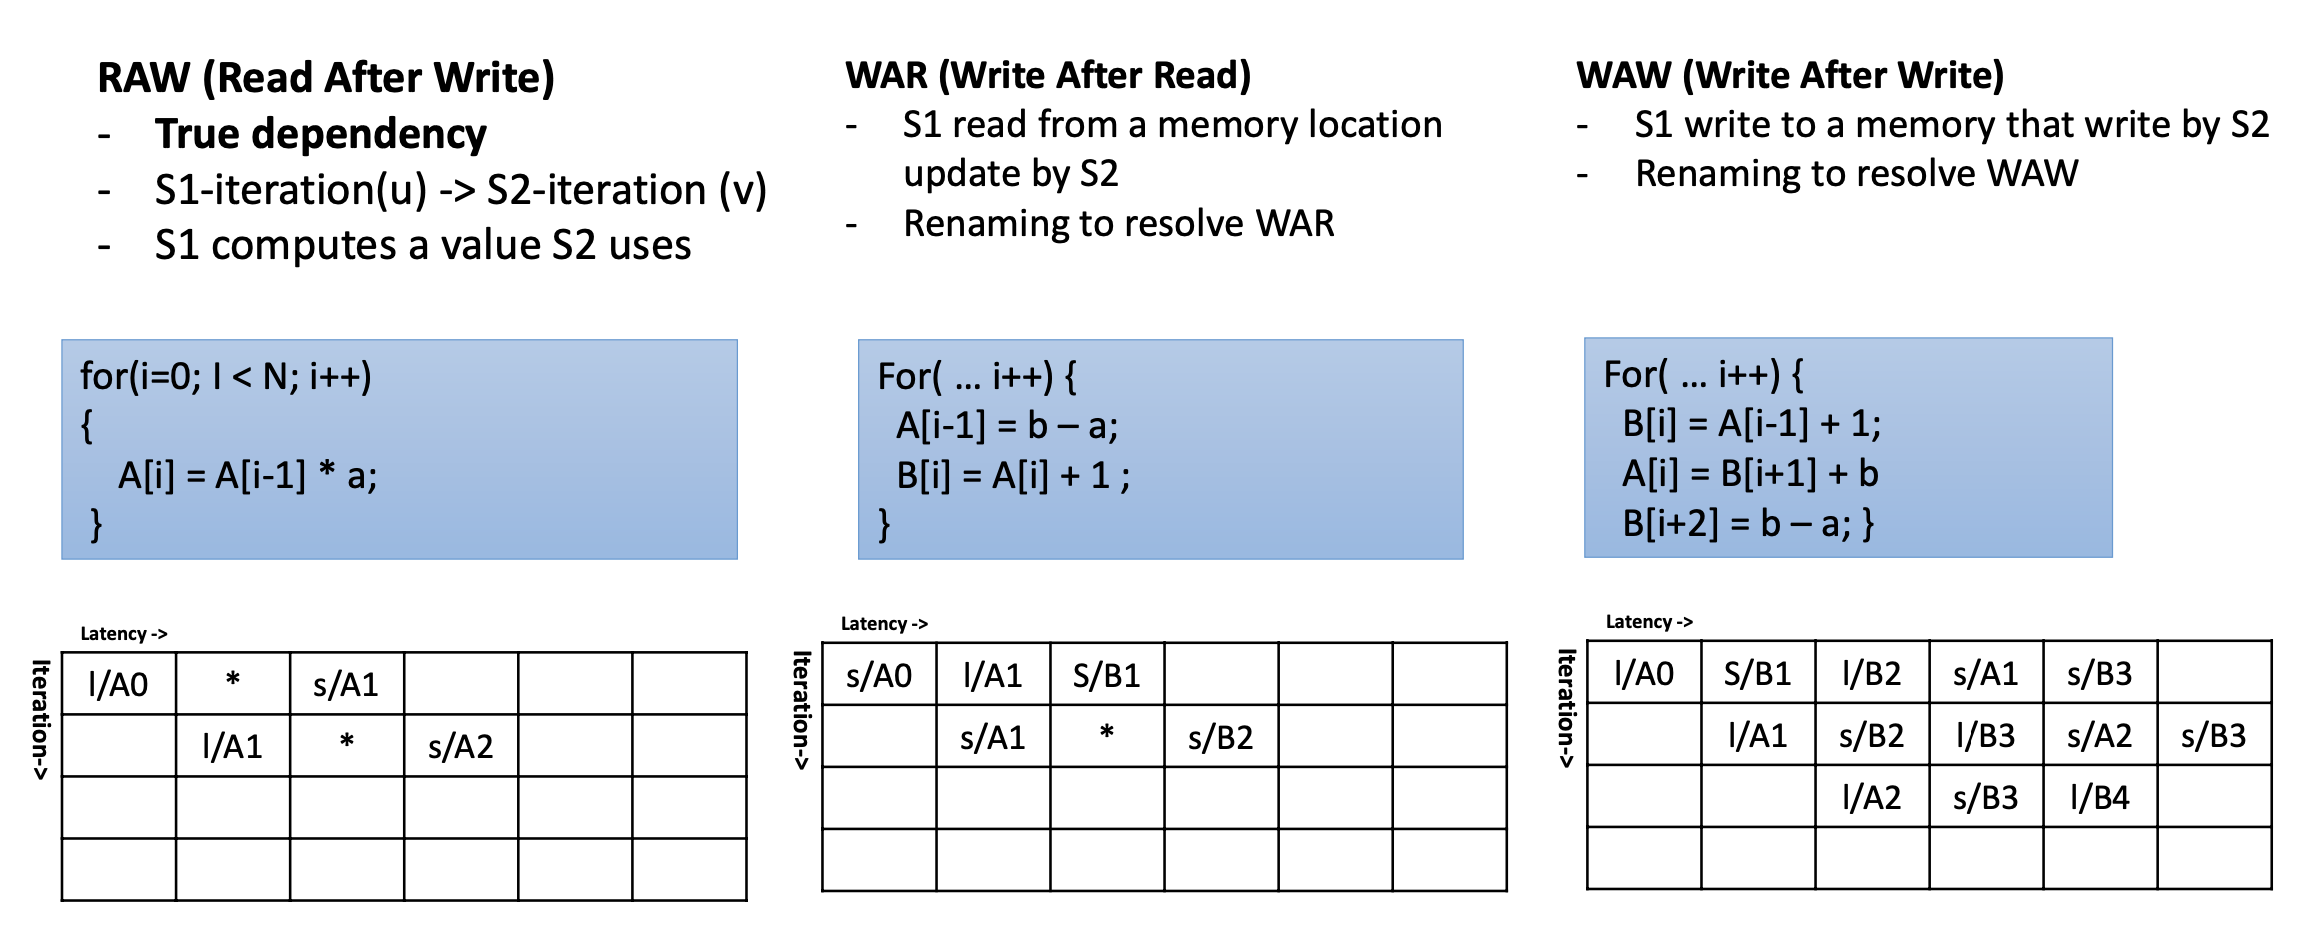 RAW (Read After Write)
- True dependency
- S1-iteration(u) -> S2-iteration (v)
- S1 computes a value S2 uses
for(i=0; I < N; i++)
{
A[i] = A[i-1] * a;
}
Latency ->
Iteration->
l/A0 * s/A1
l/A1 * s/A2
WAR (Write After Read)
- S1 read from a memory location
update by S2
- Renaming to resolve WAR
For( ... i++) {
A[i-1] = b – a;
B[i] = A[i] + 1 ;
}
Latency ->
Iteration->
s/A0 l/A1 S/B1
s/A1 * s/B2
WAW (Write After Write)
- S1 write to a memory that write by S2
- Renaming to resolve WAW
For( ... i++) {
B[i] = A[i-1] + 1;
A[i] = B[i+1] + b
B[i+2] = b – a; }
Latency ->
Iteration->
l/A0 S/B1 l/B2 s/A1 s/B3
l/A1 s/B2 l/B3 s/A2 s/B3
l/A2 s/B3 l/B4